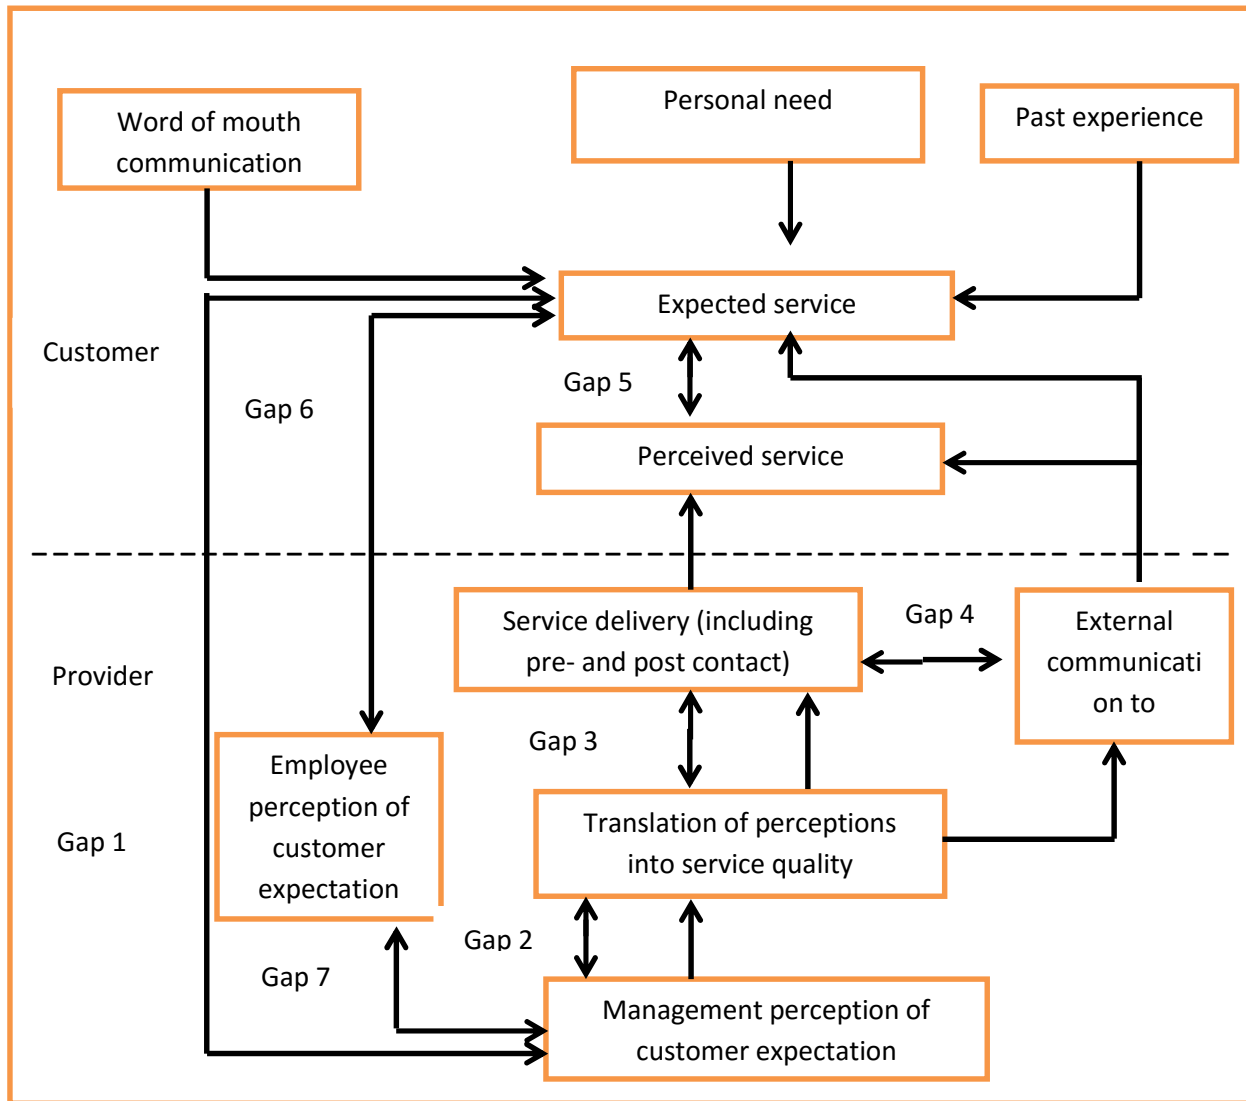 Personal need
Past experience
Word of mouth
communication
Expected service
Customer
Gap 5
Gap 6
Perceived service
Service delivery (including
pre- and post contact)
Gap 4
External
communicati
on to
Provider
Gap 3
Employee
perception of
customer
expectation
Gap 1
Translation of perceptions
into service quality
Gap 2
Gap 7
Management perception of
customer expectation